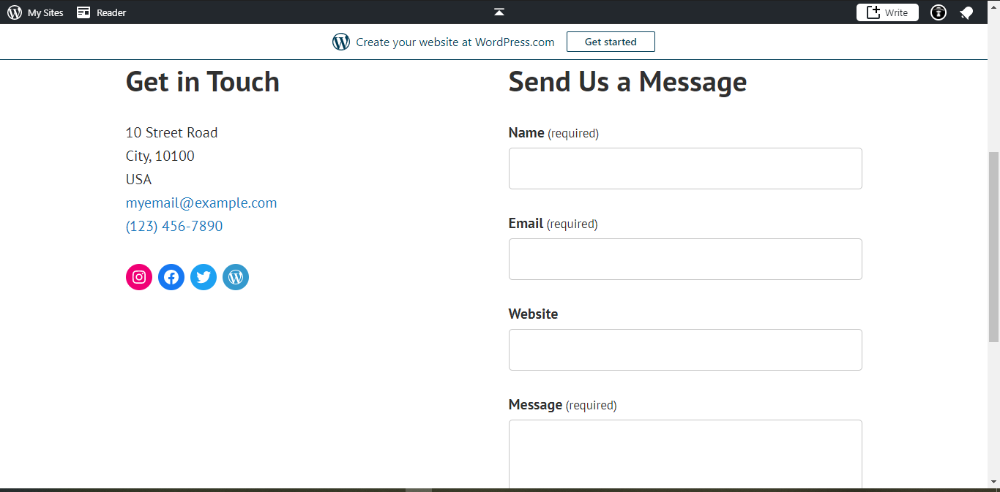 My Sites Reader Write
Create your website at WordPress.com Get started
Get in Touch
10 Street Road
City, 10100
USA
myemail@example.com
(123) 456-7890
Send Us a Message
Name (required)
Email (required)
Website
Message (required)